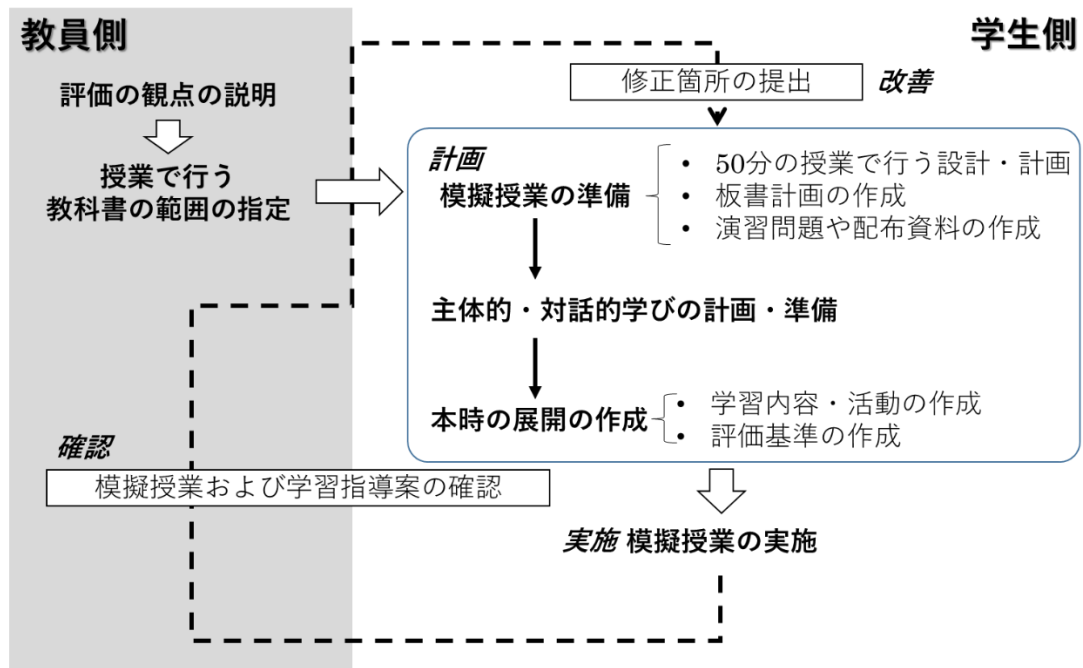 教員側
学生側
評価の観点の説明
授業で行う
教科書の範囲の指定
修正箇所の提出
改善
計画
模擬授業の準備
• 50分の授業で行う設計・計画
• 板書計画の作成
• 演習問題や配布資料の作成
主体的・対話的学びの計画・準備
本時の展開の作成
• 学習内容・活動の作成
• 評価基準の作成
確認
模擬授業および学習指導案の確認
実施 模擬授業の実施